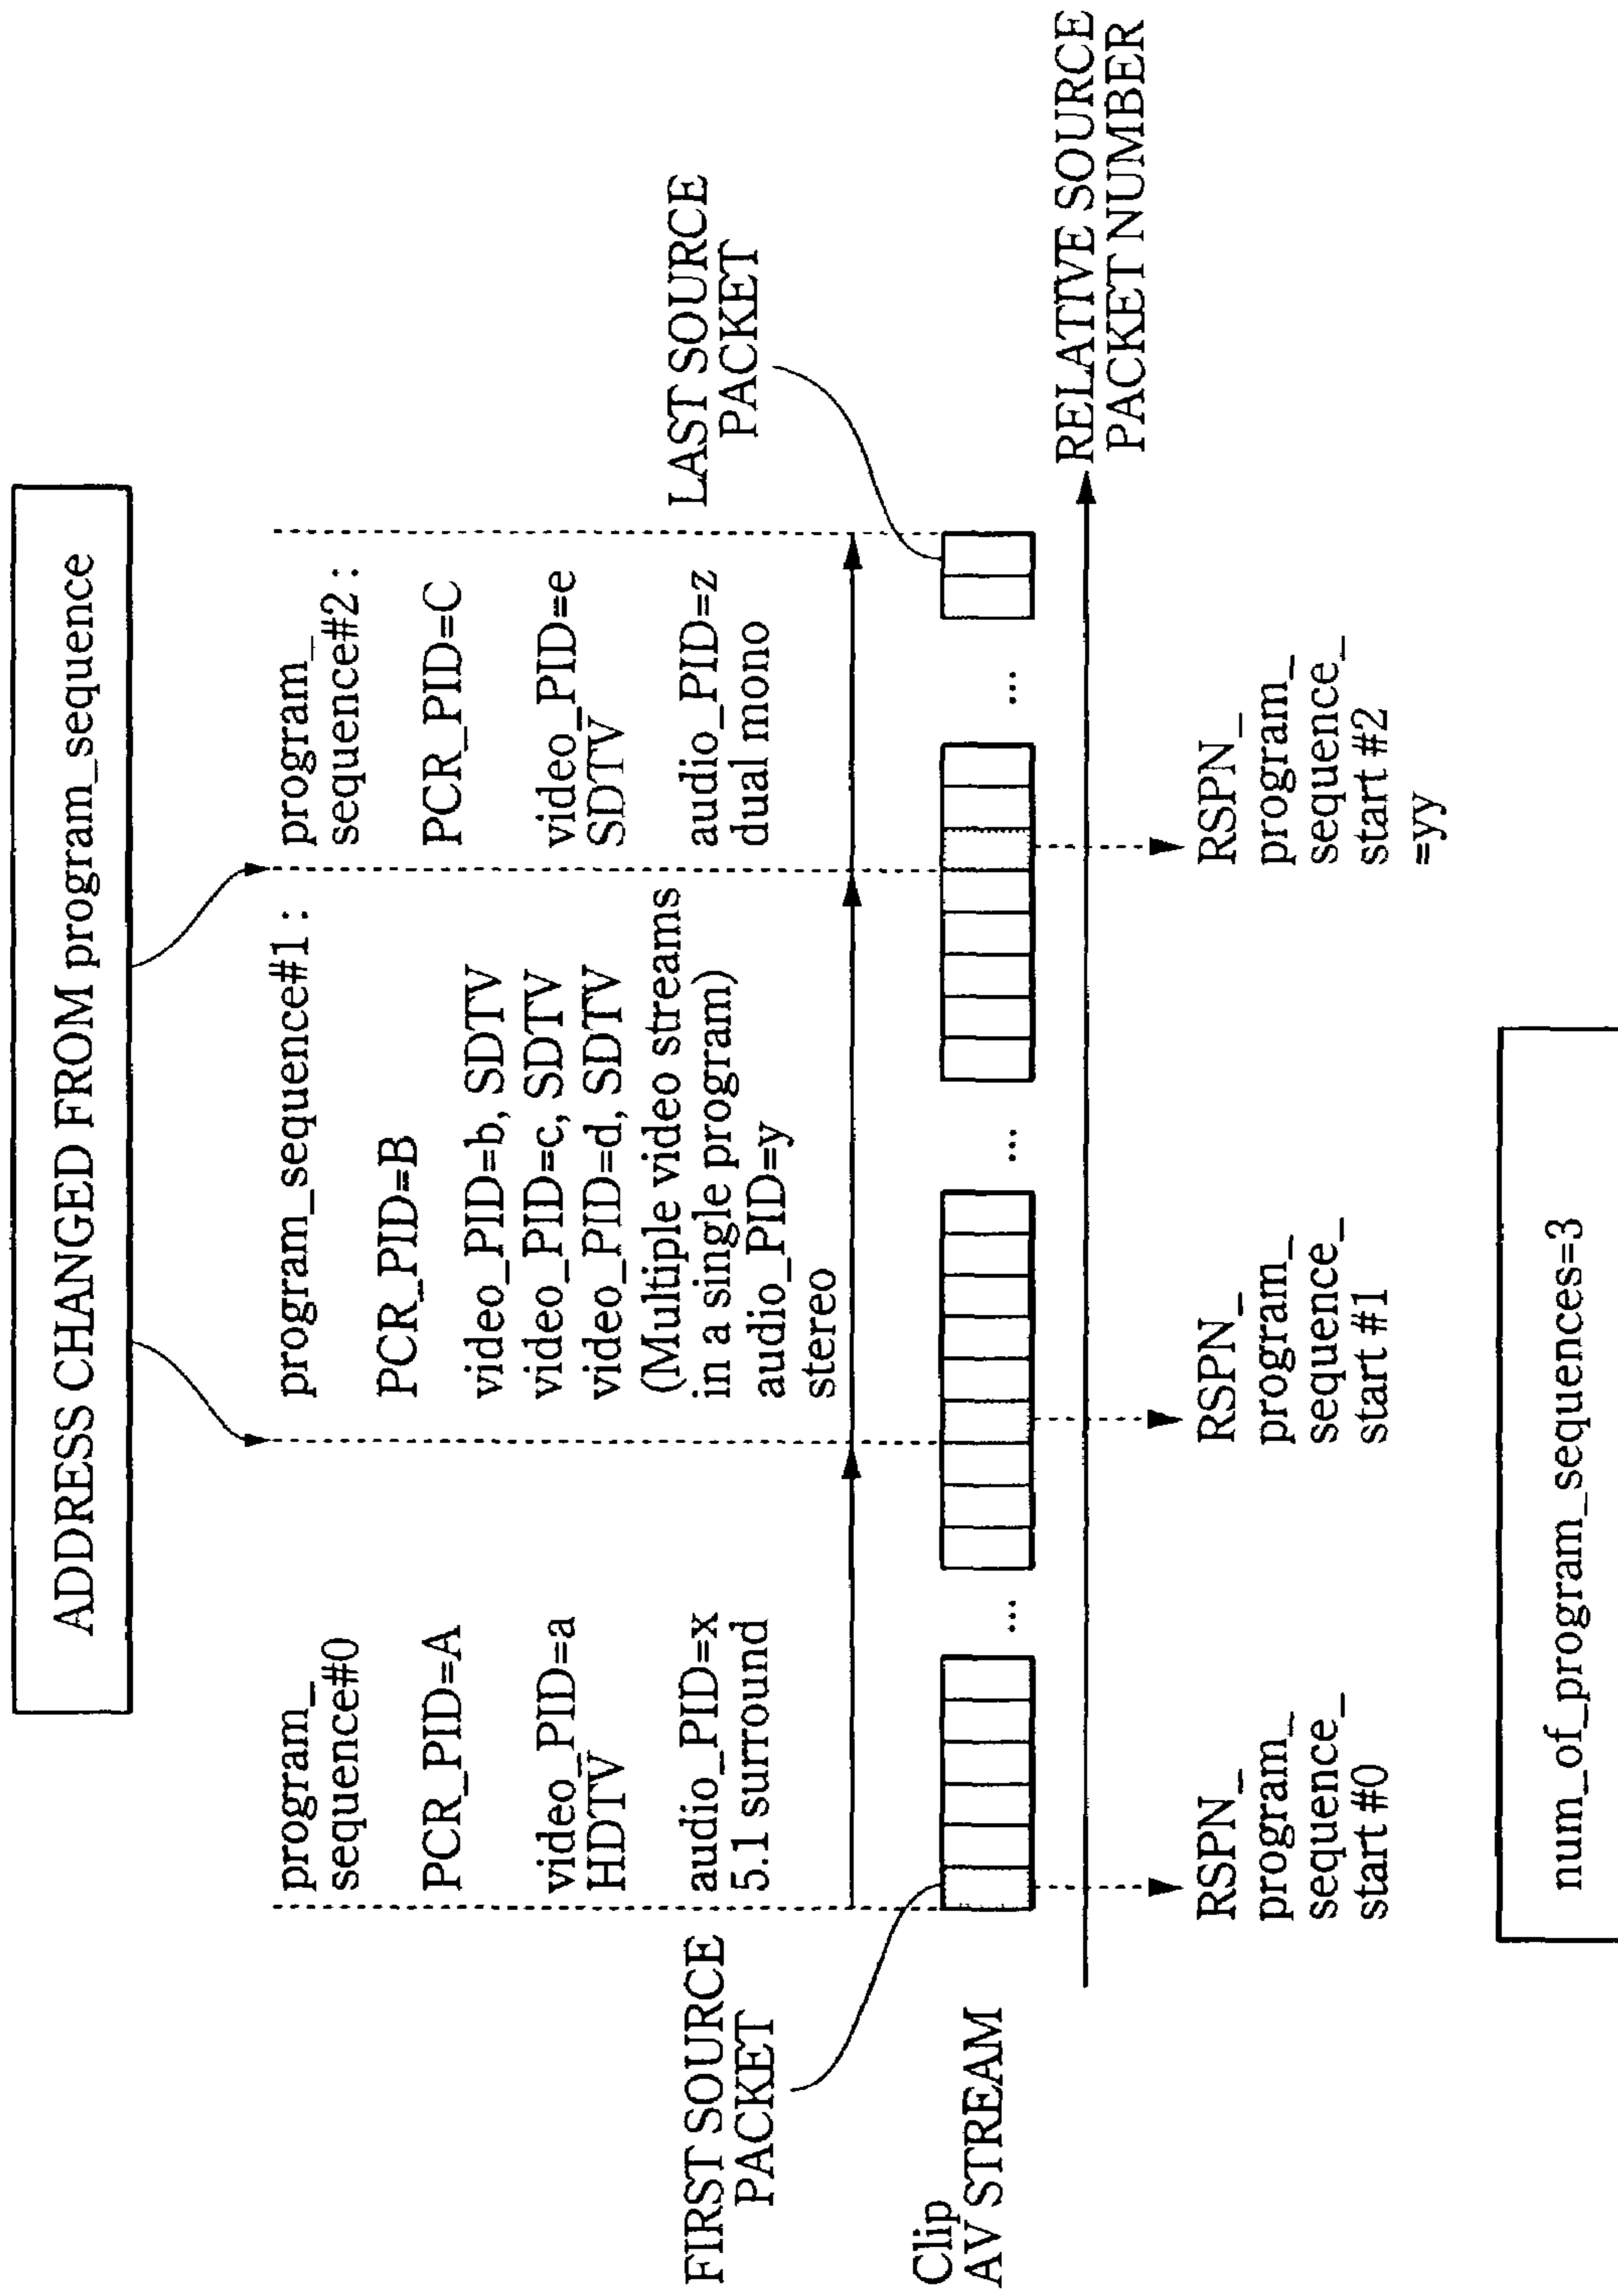 ADDRESS CHANGED FROM program_sequence
program_
sequence#0
PCR_PID=A
video_PID=a
HDTV
audio_PID=x
5.1 surround
program_sequence#1 :
PCR_PID=B
video_PID=b, SDTV
video_PID=c, SDTV
video_PID=d, SDTV
(Multiple video streams
in a single program)
audio_PID=y
stereo
program_
sequence#2 :
PCR_PID=C
video_PID=e
SDTV
audio_PID=z
dual mono
FIRST SOURCE
PACKET
LAST SOURCE
PACKET
Clip
AV STREAM
...
...
...
RELATIVE SOURCE
PACKET NUMBER
RSPN_
program_
sequence_
start #0
RSPN_
program_
sequence_
start #1
RSPN_
program_
sequence_
start #2
=yy
num_of_program_sequences=3